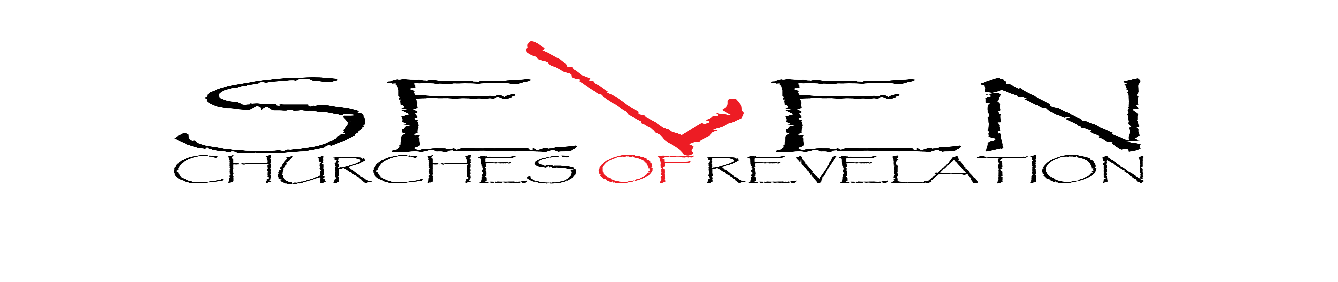 SEVEN
CHURCHES OF REVELATION